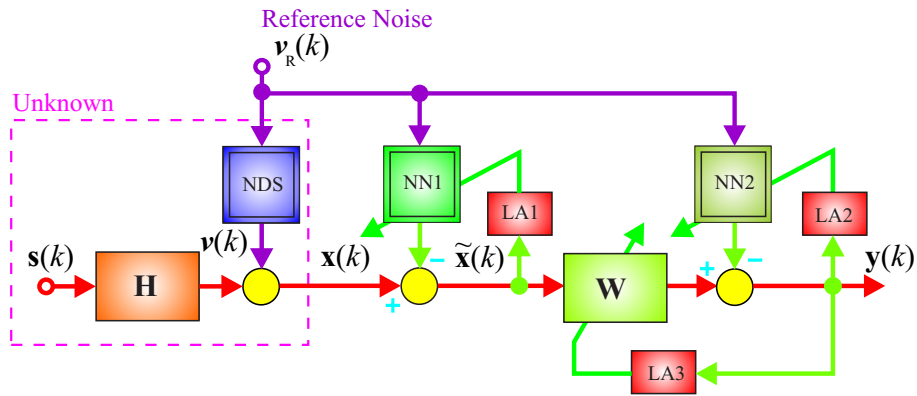 Reference Noise
v_R(k)
Unknown
NDS
NN1
NN2
LA1
LA2
s(k)
v(k)
x(k)
−
x̃(k)
+
−
y(k)
H
+
W
LA3